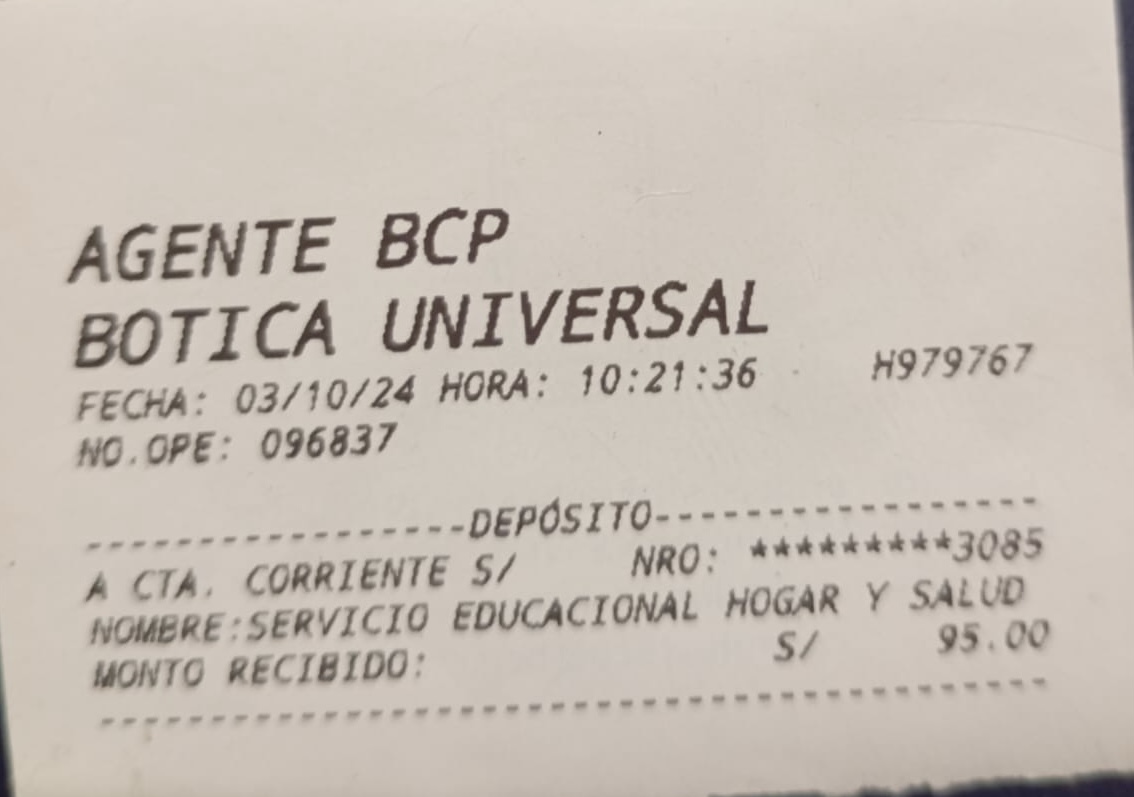 AGENTE BCP
BOTICA UNIVERSAL
FECHA: 03/10/24 HORA: 10:21:36 H979767
NO.OPE: 096837
-----------------DEPÓSITO-----------------
A CTA. CORRIENTE S/ NRO: *********3085
NOMBRE:SERVICIO EDUCACIONAL HOGAR Y SALUD
MONTO RECIBIDO: S/ 95.00
------------------------------------------